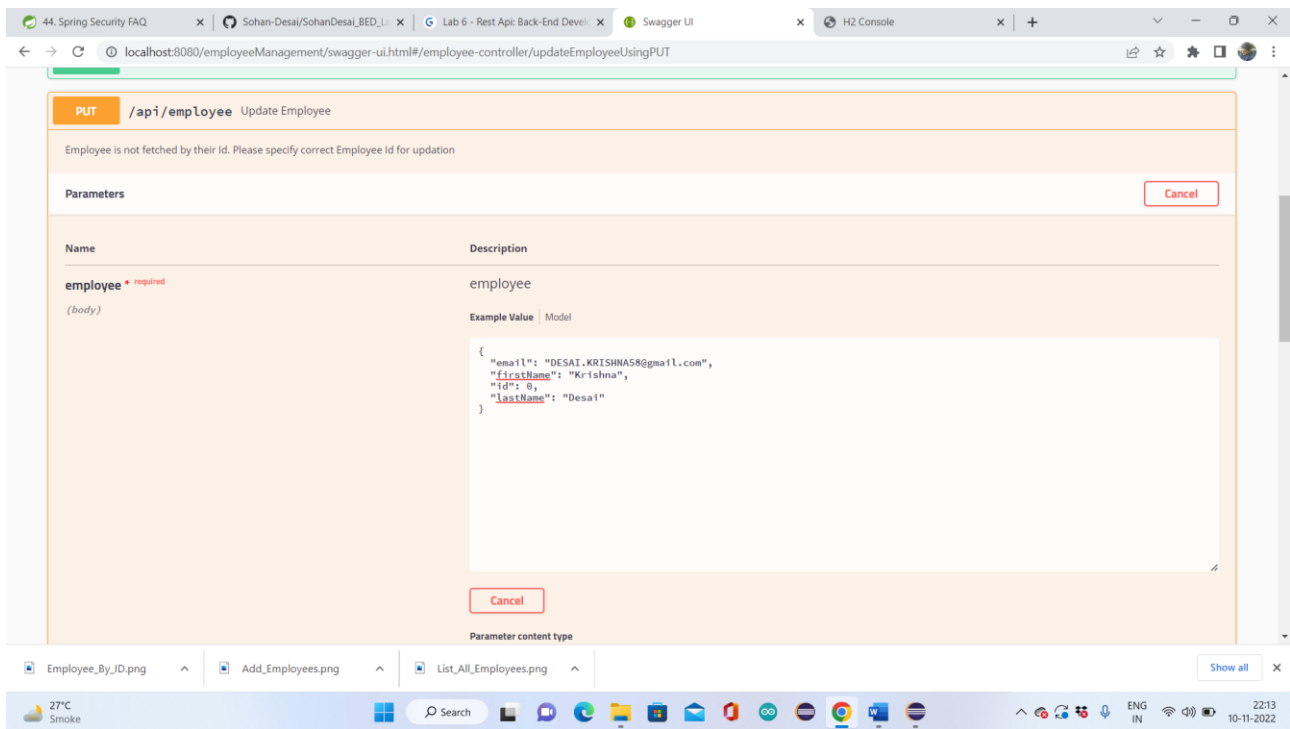 44. Spring Security FAQ
Sohan-Desai/SohanDesai_BED_La
Lab 6 - Rest Api: Back-End Develo
Swagger UI
H2 Console
localhost:8080/employeeManagement/swagger-ui.html#/employee-controller/updateEmployeeUsingPUT
PUT /api/employee Update Employee
Employee is not fetched by their Id. Please specify correct Employee Id for updation
Parameters Cancel
Name Description
employee * required employee
(body)
Example Value Model
{
"email": "DESAI.KRISHNA58@gmail.com",
"firstName": "Krishna",
"id": 0,
"lastName": "Desai"
}
Cancel
Parameter content type
Employee_By_ID.png Add_Employees.png List_All_Employees.png Show all
27°C
Smoke
Search
ENG
IN
22:13
10-11-2022